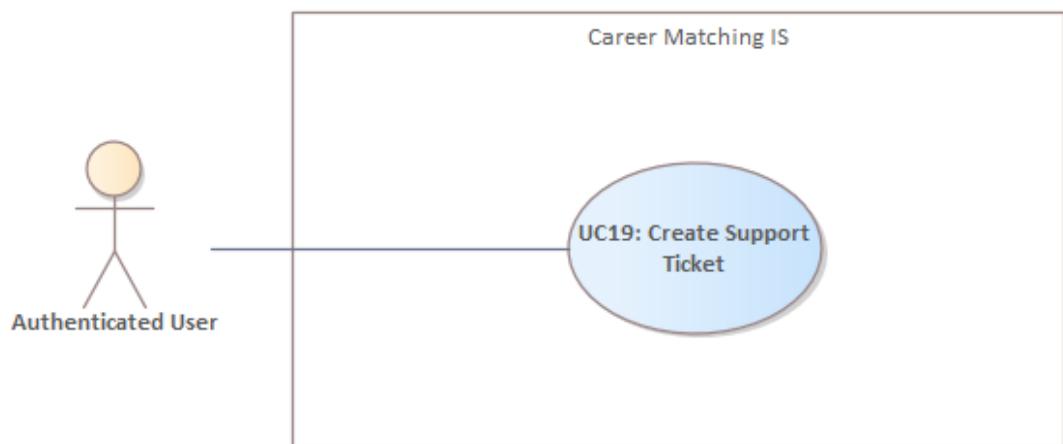 Career Matching IS
UC19: Create Support
Ticket
Authenticated User